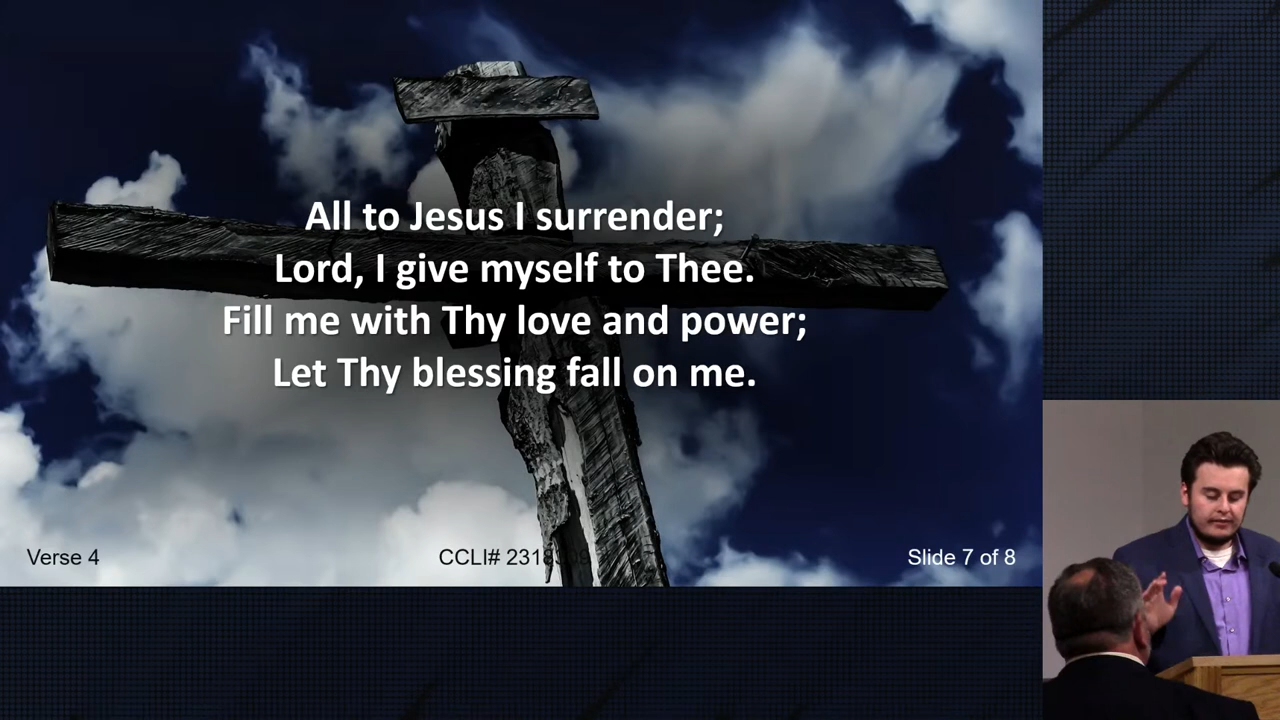 All to Jesus I surrender;
Lord, I give myself to Thee.
Fill me with Thy love and power;
Let Thy blessing fall on me.
Verse 4
CCLI#
Slide 7 of 8